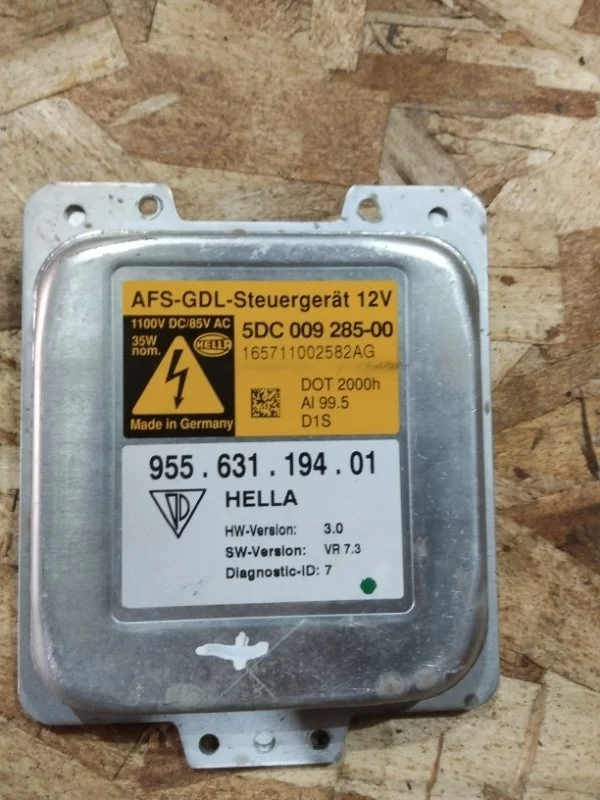 AFS-GDL-Steuergerät 12V
1100V DC/85V AC
35W
nom.
HELLA
5DC 009 285-00
165711002582AG
DOT 2000h
AI 99.5
D1S
Made in Germany
955.631.194.01
HELLA
HW-Version: 3.0
SW-Version: VR 7.3
Diagnostic-ID: 7